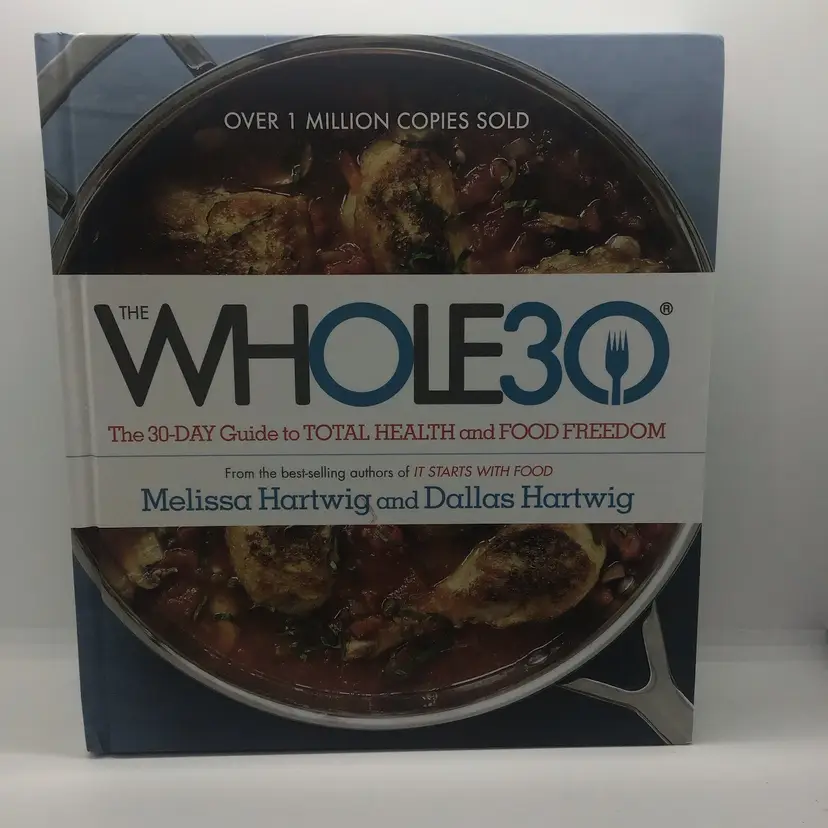 OVER 1 MILLION COPIES SOLD
THE WHOLE30®
The 30-DAY Guide to TOTAL HEALTH and FOOD FREEDOM
From the best-selling authors of IT STARTS WITH FOOD
Melissa Hartwig and Dallas Hartwig